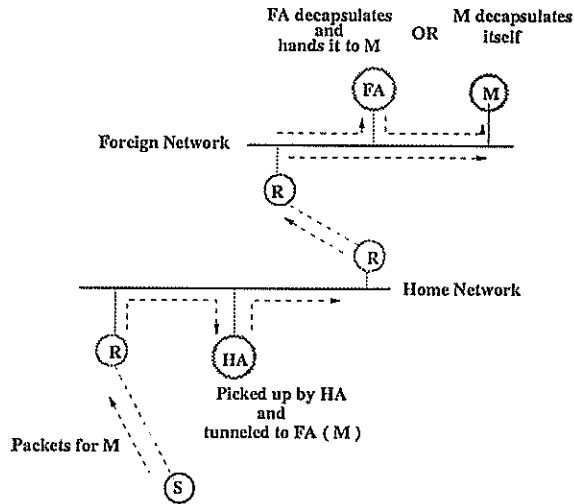 FA decapsulates
and
hands it to M
OR
M decapsulates
itself
FA
M
Foreign Network
R
R
Home Network
R
HA
Picked up by HA
and
tunneled to FA ( M )
Packets for M
S